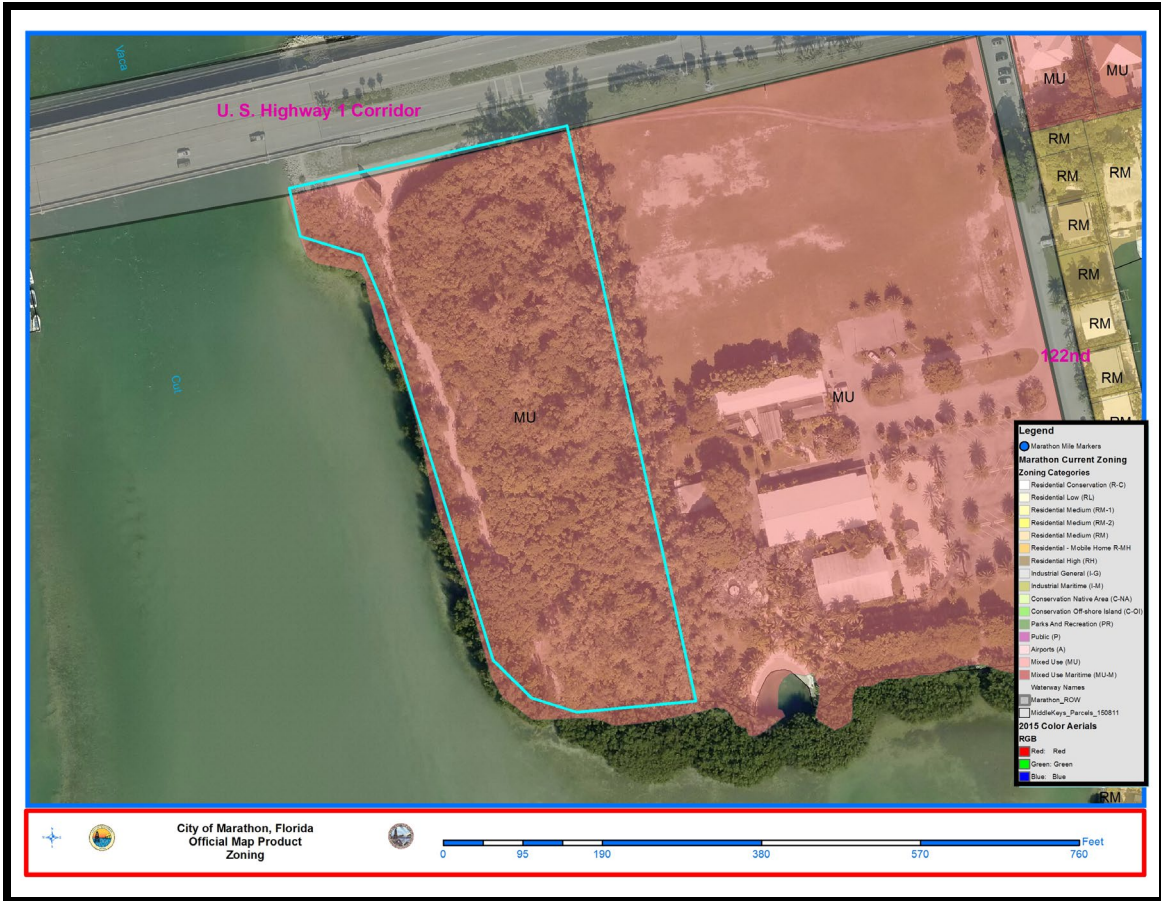 Vaca
U. S. Highway 1 Corridor
MU
MU
RM
RM
RM
RM
RM
RM
122nd
RM
RM
Cut
MU
MU
Legend
Marathon Mile Markers
Marathon Current Zoning
Zoning Categories
Residential Conservation (R-C)
Residential Low (RL)
Residential Medium (RM-1)
Residential Medium (RM-2)
Residential Medium (RM)
Residential - Mobile Home R-MH
Residential High (RH)
Industrial General (I-G)
Industrial Maritime (I-M)
Conservation Native Area (C-NA)
Conservation Off-shore Island (C-OI)
Parks And Recreation (PR)
Public (P)
Airports (A)
Mixed Use (MU)
Mixed Use Maritime (MU-M)
Waterway Names
Marathon_ROW
MiddleKeys_Parcels_150811
2015 Color Aerials
RGB
Red: Red
Green: Green
Blue: Blue
RM
City of Marathon, Florida
Official Map Product
Zoning
Feet
0 95 190 380 570 760